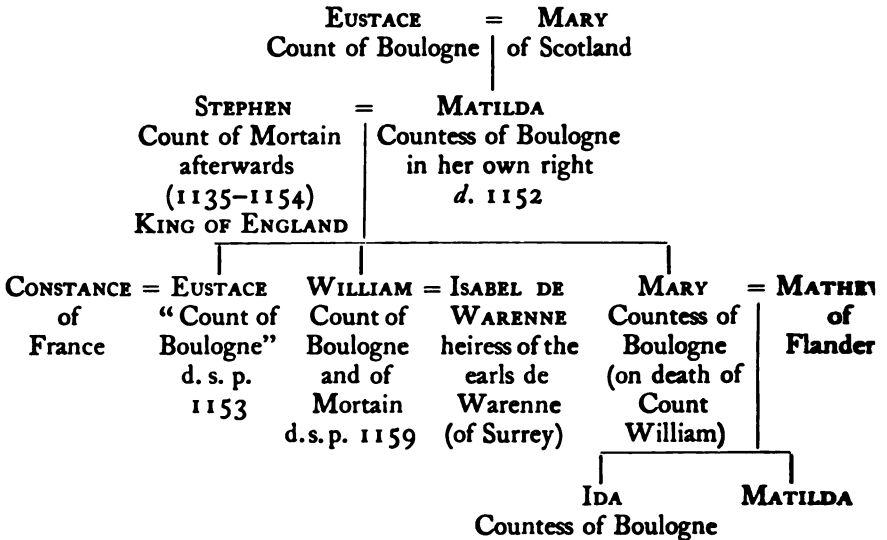 EUSTACE = MARY
Count of Boulogne of Scotland
STEPHEN = MATILDA
Count of Mortain Countess of Boulogne
afterwards in her own right
(1135–1154) d. 1152
KING OF ENGLAND
CONSTANCE = EUSTACE WILLIAM = ISABEL DE MARY =
of "Count of Count of WARENNE Countess of of
France Boulogne" Boulogne heiress of the Boulogne
d. s. p. and of earls de (on death of
1153 Mortain Warenne Count
d.s.p. 1159 (of Surrey) William)
IDA MATILDA
Countess of Boulogne